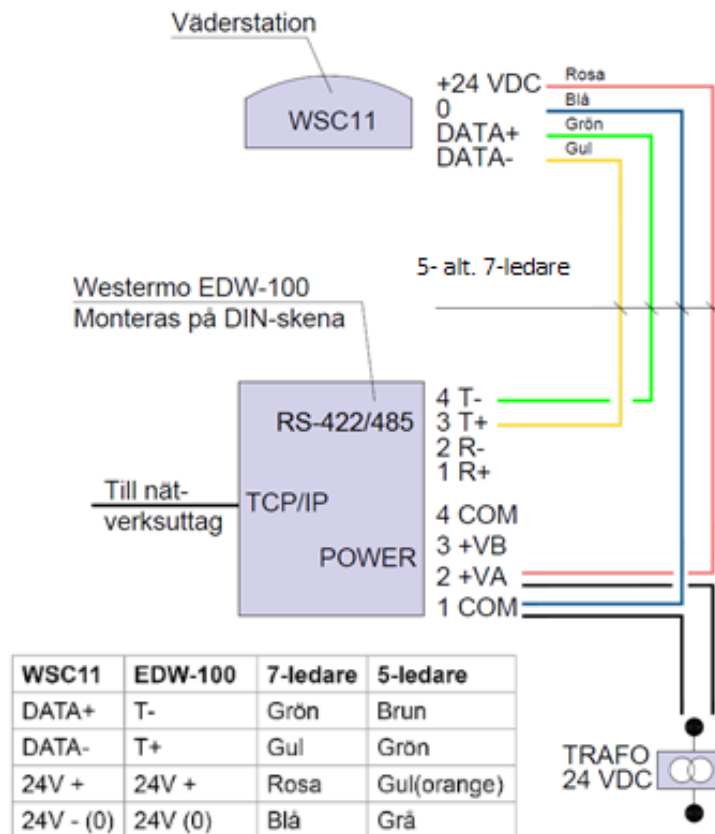 Väderstation
WSC11
+24 VDC
Rosa
0
Blå
DATA+
Grön
DATA-
Gul
5- alt. 7-ledare
Westermo EDW-100
Monteras på DIN-skena
RS-422/485
4 T-
3 T+
2 R-
1 R+
Till nät-
verksuttag
TCP/IP
POWER
4 COM
3 +VB
2 +VA
1 COM
WSC11 EDW-100 7-ledare 5-ledare
DATA+ T- Grön Brun
DATA- T+ Gul Grön
24V + 24V + Rosa Gul(orange)
24V - (0) 24V (0) Blå Grå
TRAFO
24 VDC